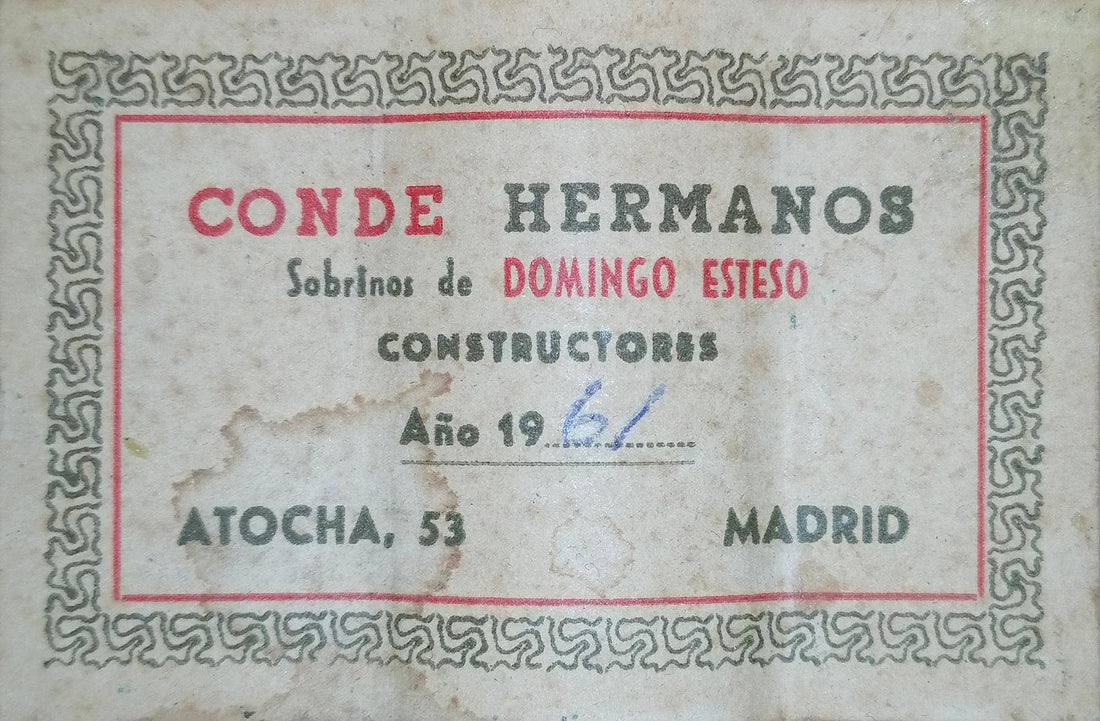 CONDE HERMANOS
Sobrinos de DOMINGO ESTESO
CONSTRUCTORES
Año 1961
ATOCHA, 53 MADRID